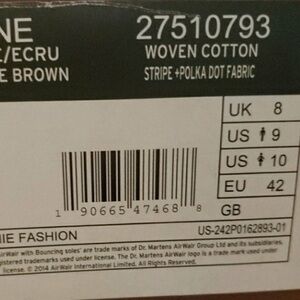 NE 27510793
E/ECRU WOVEN COTTON
E BROWN STRIPE +POLKA DOT FABRIC
UK 8
US 9
US 10
EU 42
GB
1 90665 47468 8
IIE FASHION US-242P0162893-01
AirWair with Bouncing soles' are trade marks of Dr. Martens AirWair Group Ltd and its subsidiaries.
registered trademarks used under license. The Dr. Martens AirWair logo is a trademark used under
license. © 2014 AirWair International Limited. All Rights Reserved.